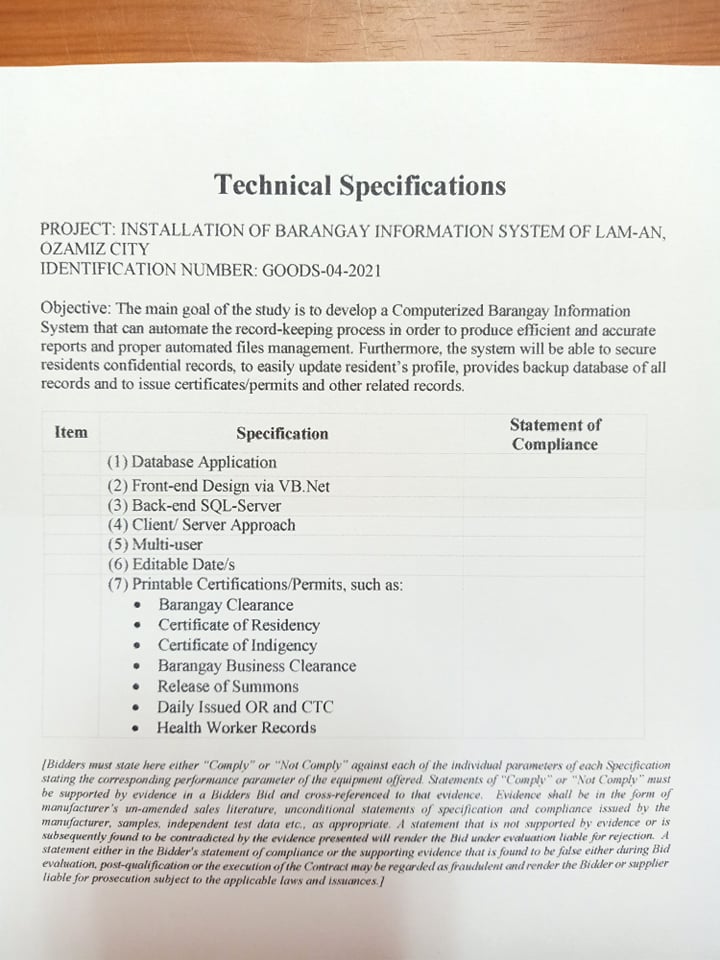 Technical Specifications
PROJECT: INSTALLATION OF BARANGAY INFORMATION SYSTEM OF LAM-AN,
OZAMIZ CITY
IDENTIFICATION NUMBER: GOODS-04-2021
Objective: The main goal of the study is to develop a Computerized Barangay Information
System that can automate the record-keeping process in order to produce efficient and accurate
reports and proper automated files management. Furthermore, the system will be able to secure
residents confidential records, to easily update resident's profile, provides backup database of all
records and to issue certificates/permits and other related records.
Item Specification Statement of
Compliance
(1) Database Application
(2) Front-end Design via VB.Net
(3) Back-end SQL-Server
(4) Client/ Server Approach
(5) Multi-user
(6) Editable Date/s
(7) Printable Certifications/Permits, such as:
• Barangay Clearance
• Certificate of Residency
• Certificate of Indigency
• Barangay Business Clearance
• Release of Summons
• Daily Issued OR and CTC
• Health Worker Records
[Bidders must state here either "Comply" or "Not Comply" against each of the individual parameters of each Specification
stating the corresponding performance parameter of the equipment offered. Statements of "Comply" or "Not Comply" must
be supported by evidence in a Bidders Bid and cross-referenced to that evidence. Evidence shall be in the form of
manufacturer's un-amended sales literature, unconditional statements of specification and compliance issued by the
manufacturer, samples, independent test data etc., as appropriate. A statement that is not supported by evidence or is
subsequently found to be contradicted by the evidence presented will render the Bid under evaluation liable for rejection. A
statement either in the Bidder's statement of compliance or the supporting evidence that is found to be false either during Bid
evaluation, post-qualification or the execution of the Contract may be regarded as fraudulent and render the Bidder or supplier
liable for prosecution subject to the applicable laws and issuances.]